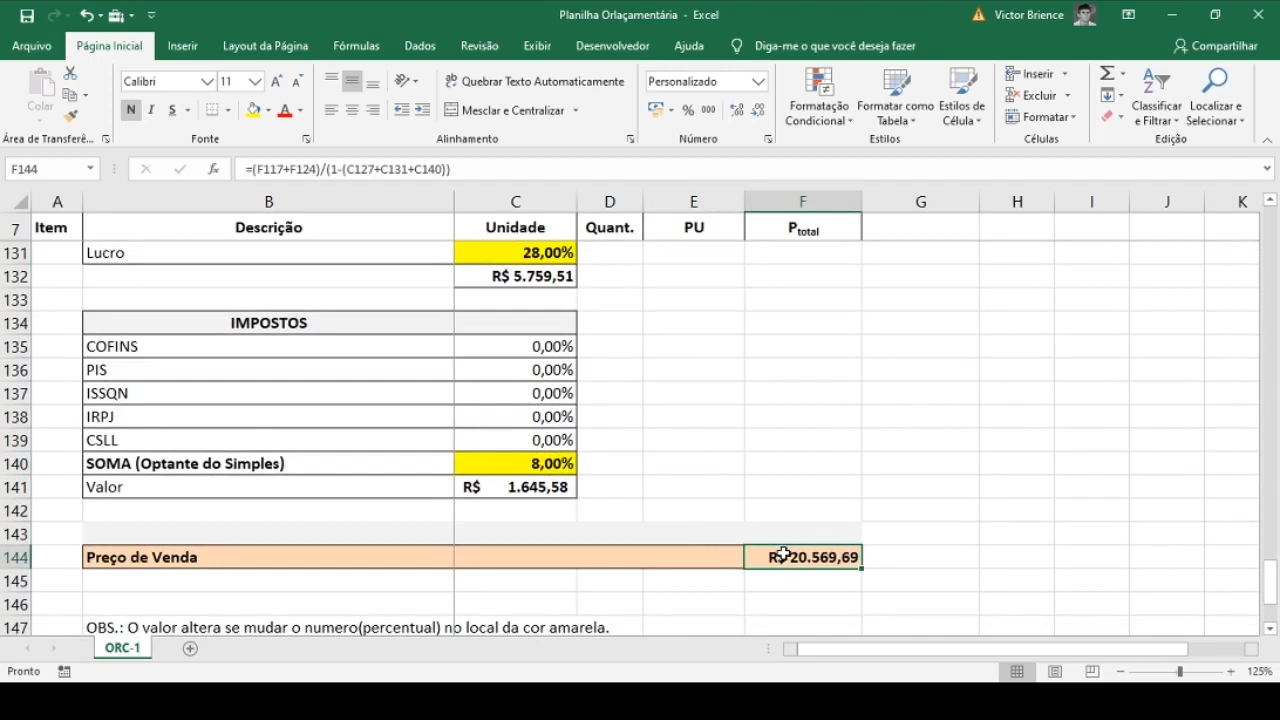 Planilha Orlaçamentária - Excel
Victor Brience
Arquivo Página Inicial Inserir Layout da Página Fórmulas Dados Revisão Exibir Desenvolvedor Ajuda Diga-me o que você deseja fazer Compartilhar
Colar
Calibri 11
N I S
Quebrar Texto Automaticamente
Mesclar e Centralizar
Personalizado
% 000
Formatação Condicional
Formatar como Tabela
Estilos de Célula
Inserir
Excluir
Formatar
Classificar e Filtrar
Localizar e Selecionar
Área de Transferê... Fonte Alinhamento Número Estilos Células Edição
F144 fx =(F117+F124)/(1-(C127+C131+C140))
A B C D E F G H I J K
7 Item Descrição Unidade Quant. PU Ptotal
131 Lucro 28,00%
132 R$ 5.759,51
133
134 IMPOSTOS
135 COFINS 0,00%
136 PIS 0,00%
137 ISSQN 0,00%
138 IRPJ 0,00%
139 CSLL 0,00%
140 SOMA (Optante do Simples) 8,00%
141 Valor R$ 1.645,58
142
143
144 Preço de Venda R$ 20.569,69
145
146
147 OBS.: O valor altera se mudar o numero(percentual) no local da cor amarela.
ORC-1
Pronto 125%